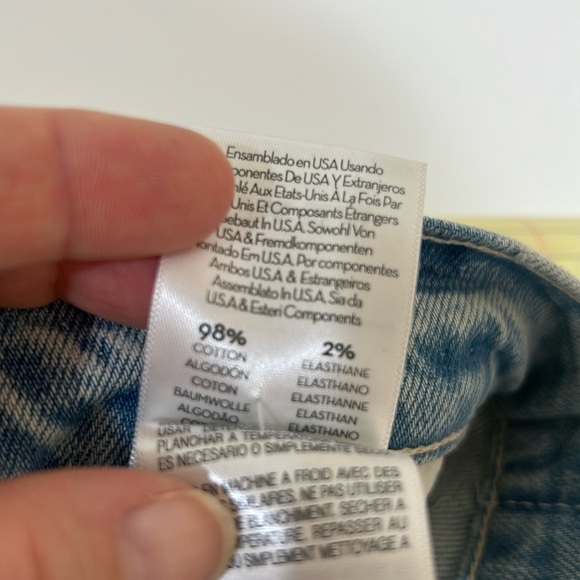 Ensamblado en USA Usando
ponentes De USA Y Extranjeros
lé Aux Etats-Unis À La Fois Par
Unis Et Composants Étrangers
ebaut In U.S.A. Sowohl Von
USA & Fremdkomponenten
ontado Em U.S.A. Por componentes
Ambos U.S.A & Estrangeiros
Assemblato In U.S.A. Sia da
U.S.A & Esteri Components
98%
COTTON
ALGODÓN
COTON
BAUMWOLLE
ALGODÃO
2%
ELASTHANE
ELASTHANO
ELASTHANNE
ELASTHAN
ELASTHANO
USAR
PLANCHAR A
ES NECESARIO O SIMPLEMENTE
MACHINE A FROID AVEC DES
NE PAS UTILISER
BLANCHIMENT. SECHER A
REPASSER AU
SIMPLEMENT NETTOYAGE A